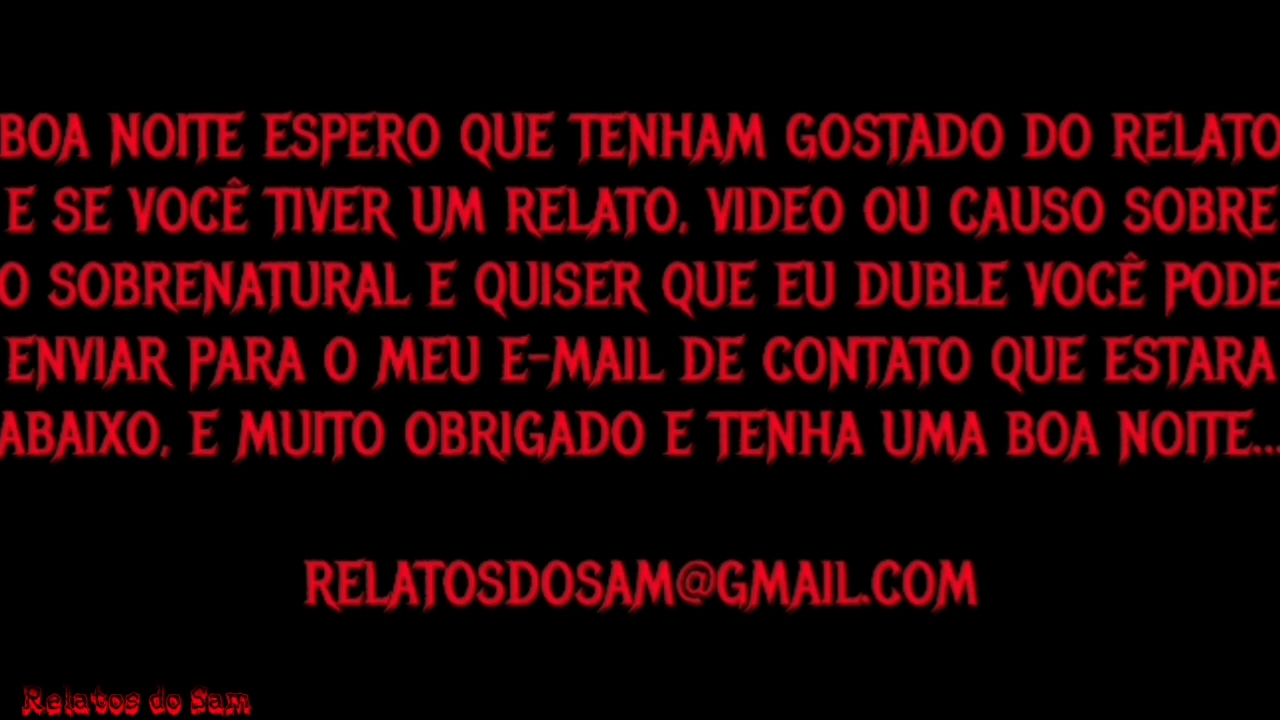 BOA NOITE ESPERO QUE TENHAM GOSTADO DO RELATO
E SE VOCÊ TIVER UM RELATO, VIDEO OU CAUSO SOBRE
O SOBRENATURAL E QUISER QUE EU DUBLE VOCÊ PODE
ENVIAR PARA O MEU E-MAIL DE CONTATO QUE ESTARA
ABAIXO, E MUITO OBRIGADO E TENHA UMA BOA NOITE...
RELATOSDOSAM@GMAIL.COM
Relatos do Sam